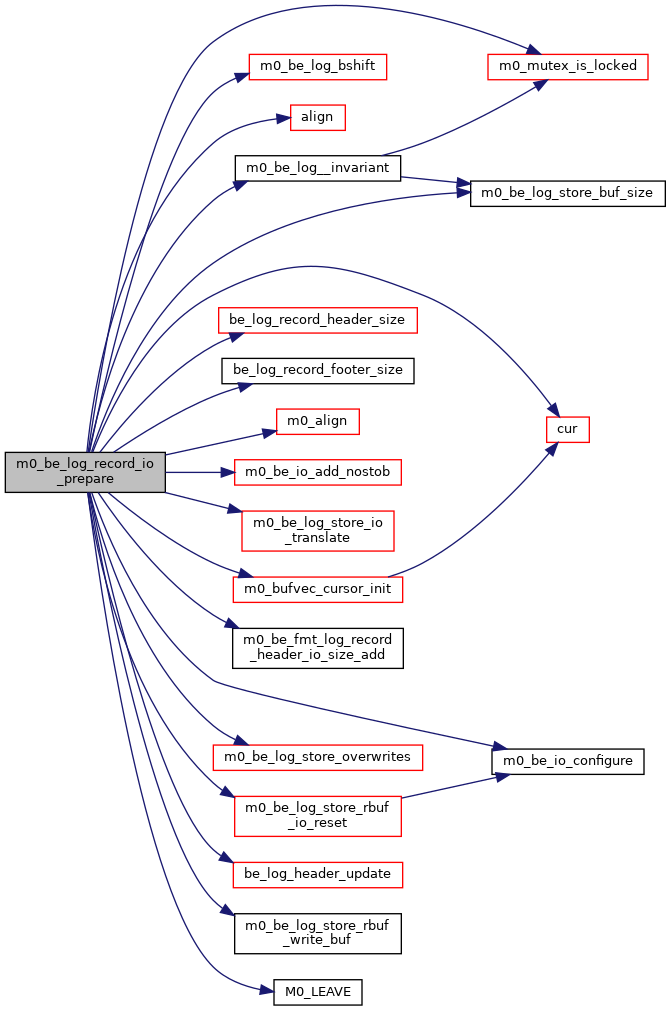 m0_mutex_is_locked
m0_be_log_bshift
align
m0_be_log__invariant
m0_be_log_store_buf_size
be_log_record_header_size
be_log_record_footer_size
m0_align
cur
m0_be_log_record_io
_prepare
m0_be_io_add_nostob
m0_be_log_store_io
_translate
m0_bufvec_cursor_init
m0_be_fmt_log_record
_header_io_size_add
m0_be_log_store_overwrites
m0_be_io_configure
m0_be_log_store_rbuf
_io_reset
be_log_header_update
m0_be_log_store_rbuf
_write_buf
M0_LEAVE